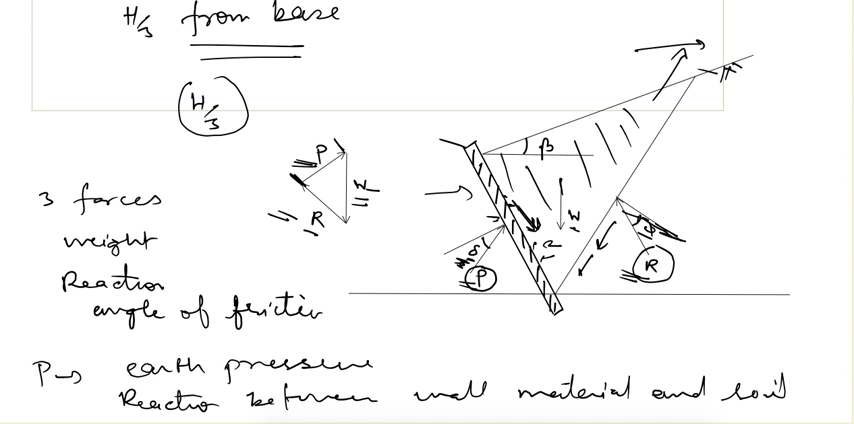 H/3 from base
H/3
β
P
W
R
3 forces
weight
Reaction
angle of friction
W
δ
P
φ
R
P → earth pressure
Reaction between wall material and soil